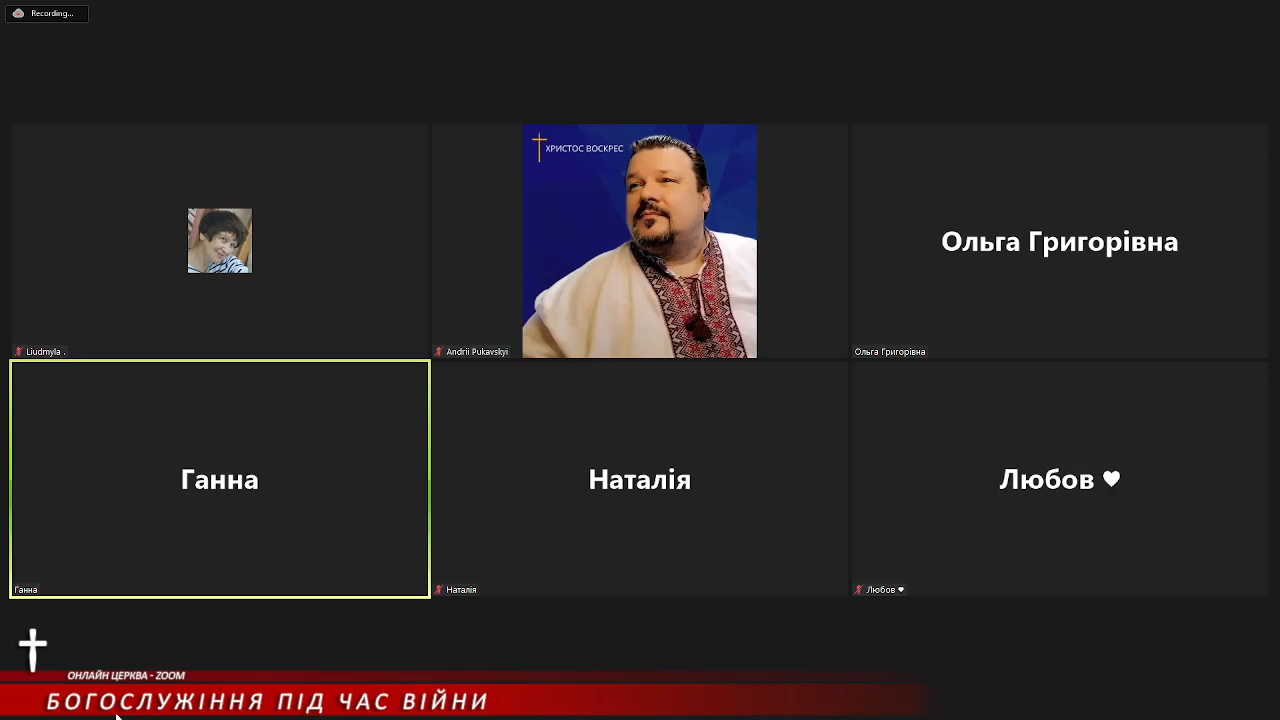 Recording...
ХРИСТОС ВОСКРЕС
Ольга Григорівна
Liudmyla .
Andrii Pukavskyi
Ольга Григорівна
Ганна
Наталія
Любов ♥
Ганна
Наталія
Любов ♥
ОНЛАЙН ЦЕРКВА - ZOOM
БОГОСЛУЖІННЯ ПІД ЧАС ВІЙНИ